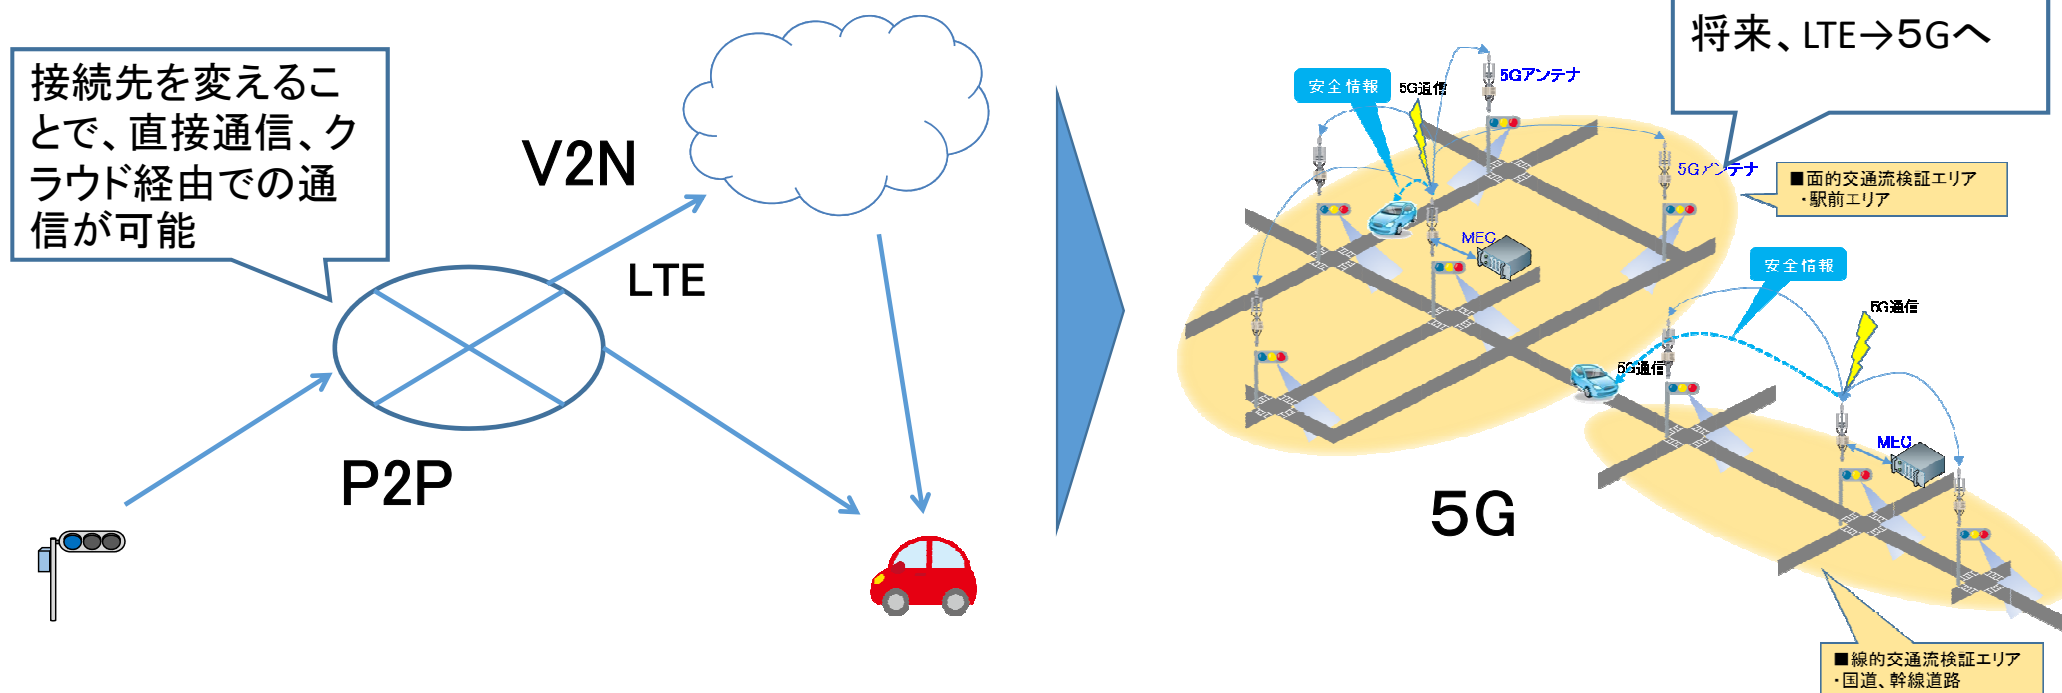 接続先を変えるこ
とで、直接通信、ク
ラウド経由での通
信が可能
V2N
LTE
P2P
将来、LTE→５Gへ
安全情報
5G通信
5Gアンテナ
5Gアンテナ
■面的交通流検証エリア
・駅前エリア
MEC
安全情報
5G通信
5G通信
MEC
５G
■線的交通流検証エリア
・国道、幹線道路